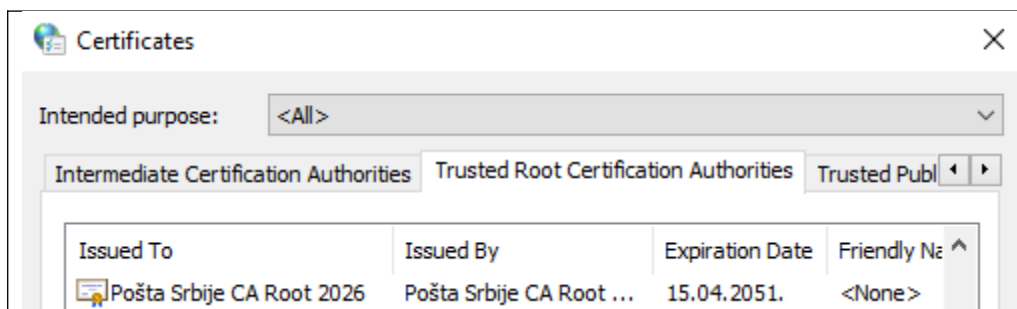 Certificates
Intended purpose: <All>
Intermediate Certification Authorities Trusted Root Certification Authorities Trusted Publ
Issued To Issued By Expiration Date Friendly Na
Pošta Srbije CA Root 2026 Pošta Srbije CA Root ... 15.04.2051. <None>